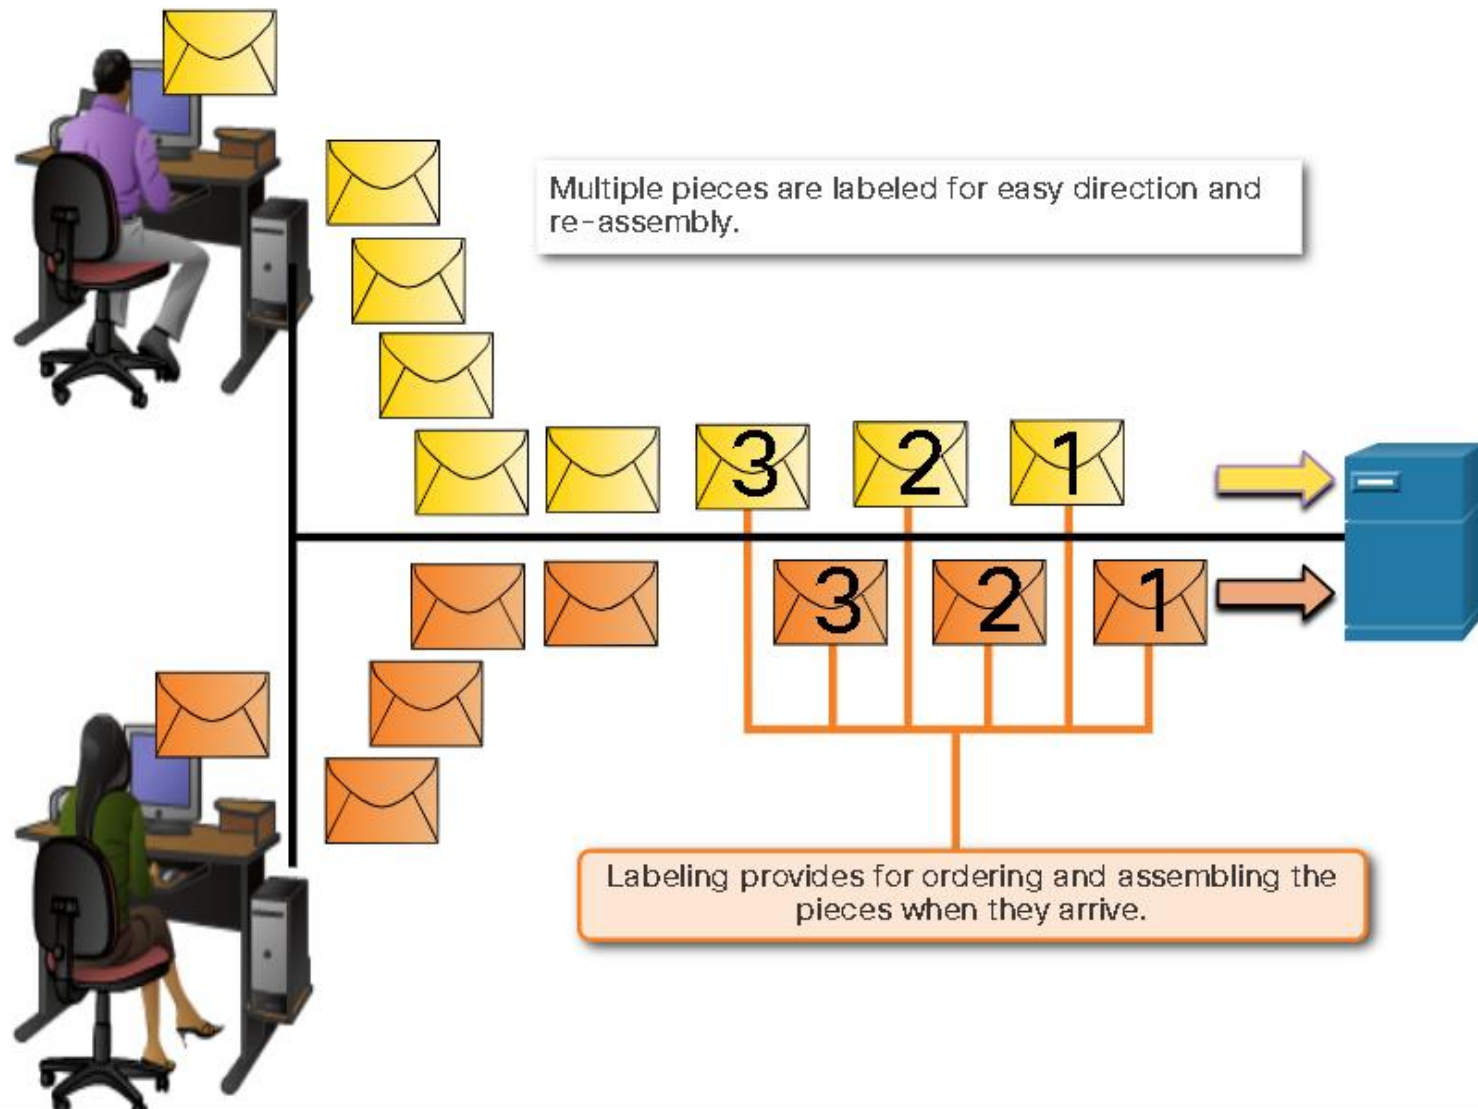 Multiple pieces are labeled for easy direction and
re-assembly.
3 2 1
3 2 1
Labeling provides for ordering and assembling the
pieces when they arrive.